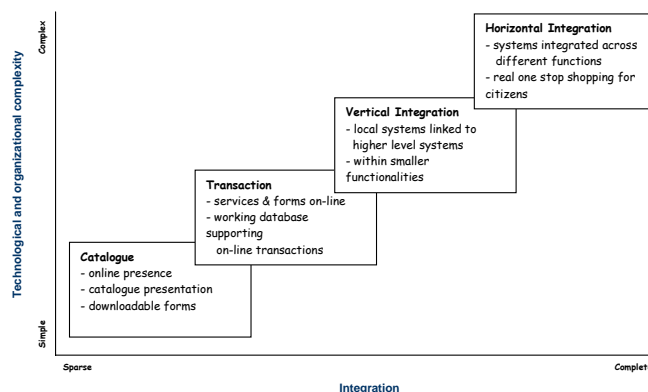 Complex
Technological and organizational complexity
Simple
Horizontal Integration
- systems integrated across
different functions
- real one stop shopping for
citizens
Vertical Integration
- local systems linked to
higher level systems
- within smaller
functionalities
Transaction
- services & forms on-line
- working database
supporting
on-line transactions
Catalogue
- online presence
- catalogue presentation
- downloadable forms
Sparse
Complete
Integration